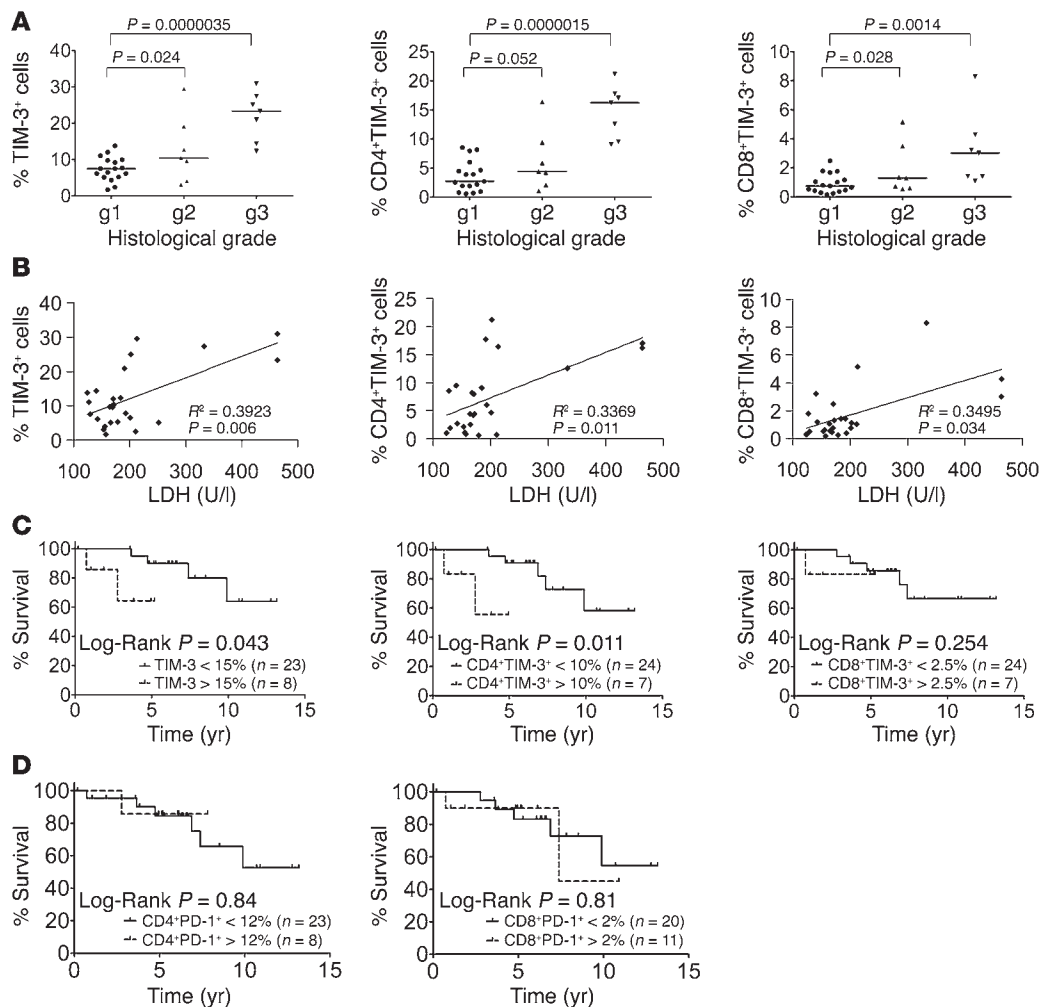 A
P = 0.0000035
P = 0.024
% TIM-3⁺ cells
40
30
20
10
0
g1 g2 g3
Histological grade
P = 0.0000015
P = 0.052
% CD4⁺TIM-3⁺ cells
25
20
15
10
5
0
g1 g2 g3
Histological grade
P = 0.0014
P = 0.028
% CD8⁺TIM-3⁺ cells
10
8
6
4
2
0
g1 g2 g3
Histological grade
B
% TIM-3⁺ cells
40
30
20
10
0
R² = 0.3923
P = 0.006
100 200 300 400 500
LDH (U/l)
% CD4⁺TIM-3⁺ cells
25
20
15
10
5
0
R² = 0.3369
P = 0.011
100 200 300 400 500
LDH (U/l)
% CD8⁺TIM-3⁺ cells
10
8
6
4
2
0
R² = 0.3495
P = 0.034
100 200 300 400 500
LDH (U/l)
C
% Survival
100
80
60
40
20
0
Log-Rank P = 0.043
TIM-3 < 15% (n = 23)
TIM-3 > 15% (n = 8)
0 5 10 15
Time (yr)
% Survival
100
80
60
40
20
0
Log-Rank P = 0.011
CD4⁺TIM-3⁺ < 10% (n = 24)
CD4⁺TIM-3⁺ > 10% (n = 7)
0 5 10 15
Time (yr)
% Survival
100
80
60
40
20
0
Log-Rank P = 0.254
CD8⁺TIM-3⁺ < 2.5% (n = 24)
CD8⁺TIM-3⁺ > 2.5% (n = 7)
0 5 10 15
Time (yr)
D
% Survival
100
80
60
40
20
0
Log-Rank P = 0.84
CD4⁺PD-1⁺ < 12% (n = 23)
CD4⁺PD-1⁺ > 12% (n = 8)
0 5 10 15
Time (yr)
% Survival
100
80
60
40
20
0
Log-Rank P = 0.81
CD8⁺PD-1⁺ < 2% (n = 20)
CD8⁺PD-1⁺ > 2% (n = 11)
0 5 10 15
Time (yr)